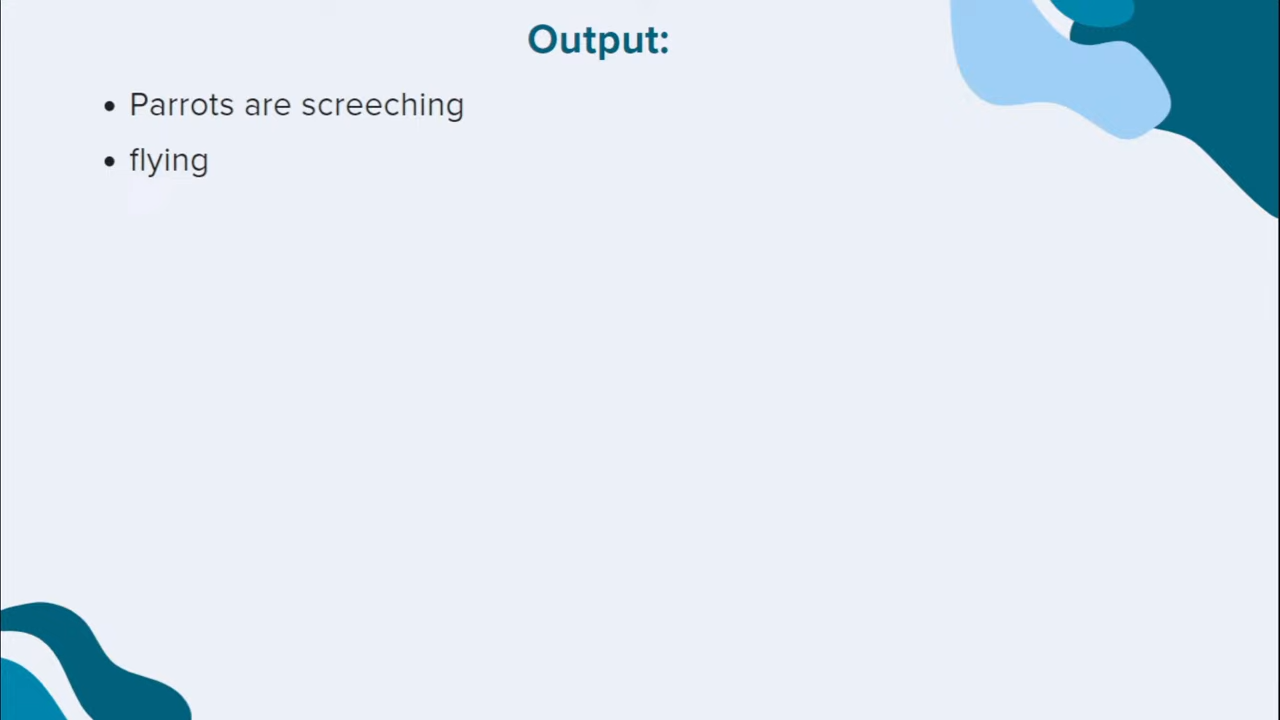 Output:
• Parrots are screeching
• flying